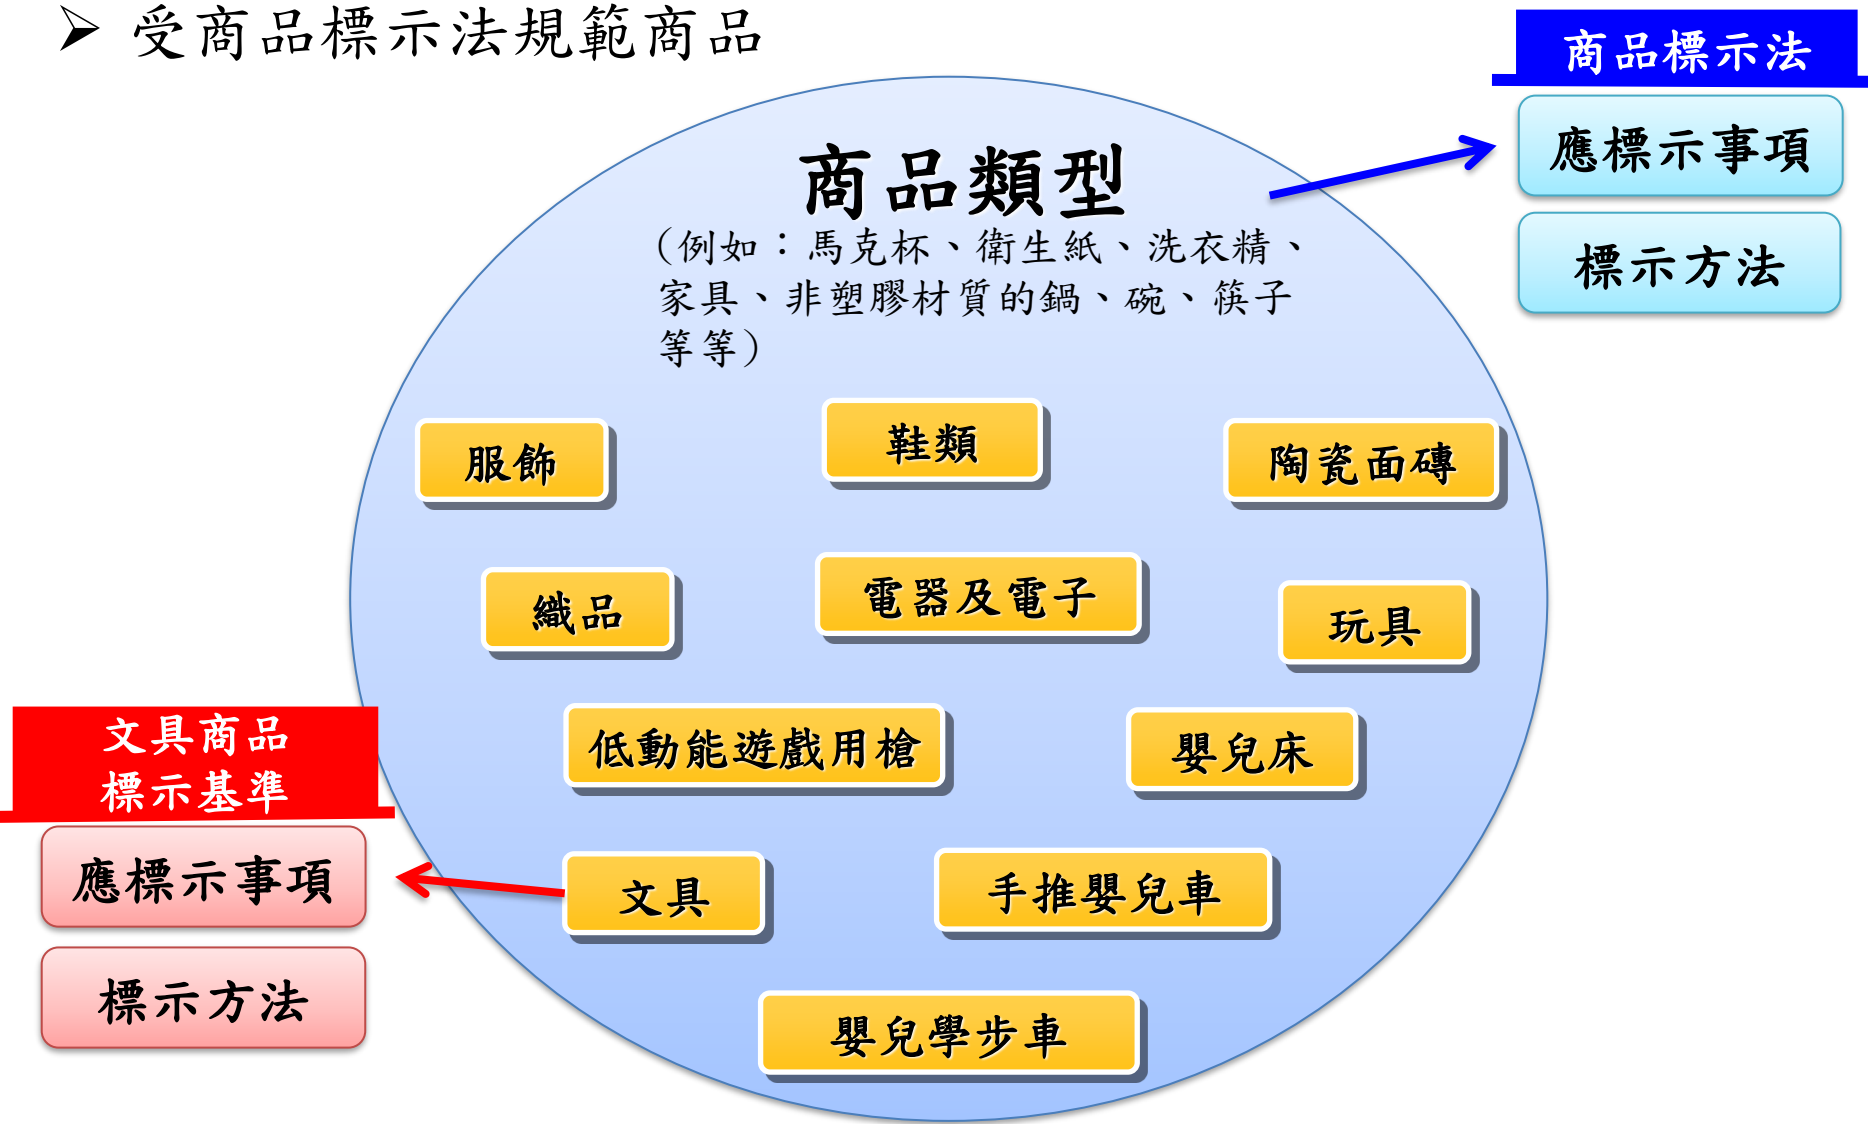 ➢ 受商品標示法規範商品
商品標示法
應標示事項
標示方法
商品類型
(例如：馬克杯、衛生紙、洗衣精、
家具、非塑膠材質的鍋、碗、筷子
等等)
服飾
鞋類
陶瓷面磚
織品
電器及電子
玩具
低動能遊戲用槍
嬰兒床
文具商品
標示基準
應標示事項
標示方法
文具
手推嬰兒車
嬰兒學步車